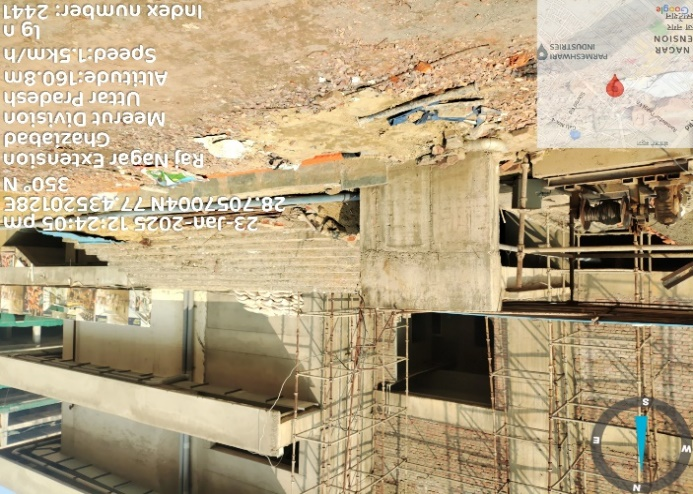 23-Jan-2025 12:24:05 pm
28.7057004N 77.43520128E
350° N
Raj Nagar Extension
Ghaziabad
Meerut Division
Uttar Pradesh
Altitude:160.8m
Speed:1.5km/h
lg n
Index number: 2441
PARMESHWARI
INDUSTRIES
NAGAR
ENSION
Google
N
E
W
S